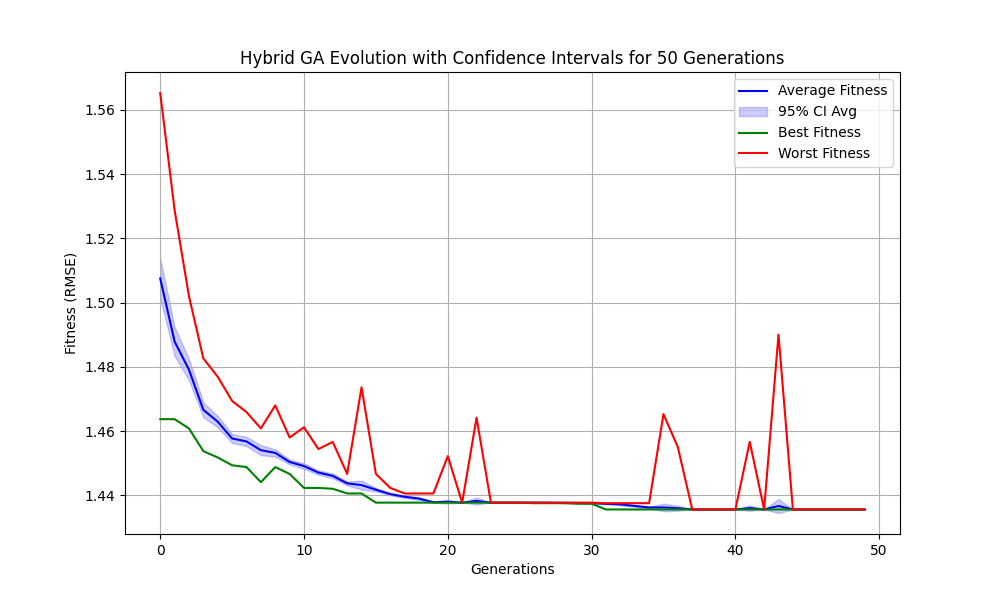 Hybrid GA Evolution with Confidence Intervals for 50 Generations
Fitness (RMSE)
1.56
1.54
1.52
1.50
1.48
1.46
1.44
Average Fitness
95% CI Avg
Best Fitness
Worst Fitness
0
10
20
30
40
50
Generations